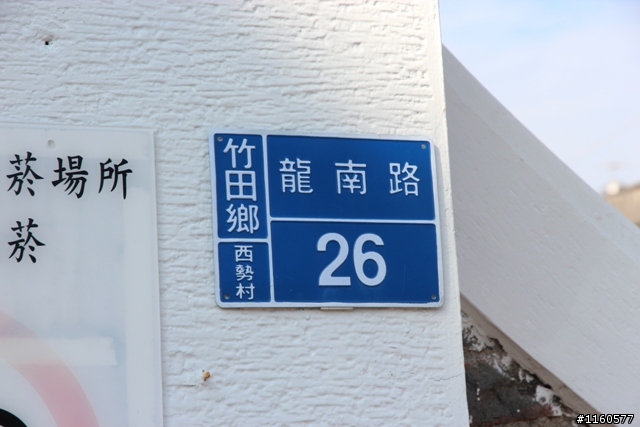 菸場所
菸
竹田鄉
西勢村
龍南路
26
#1160577